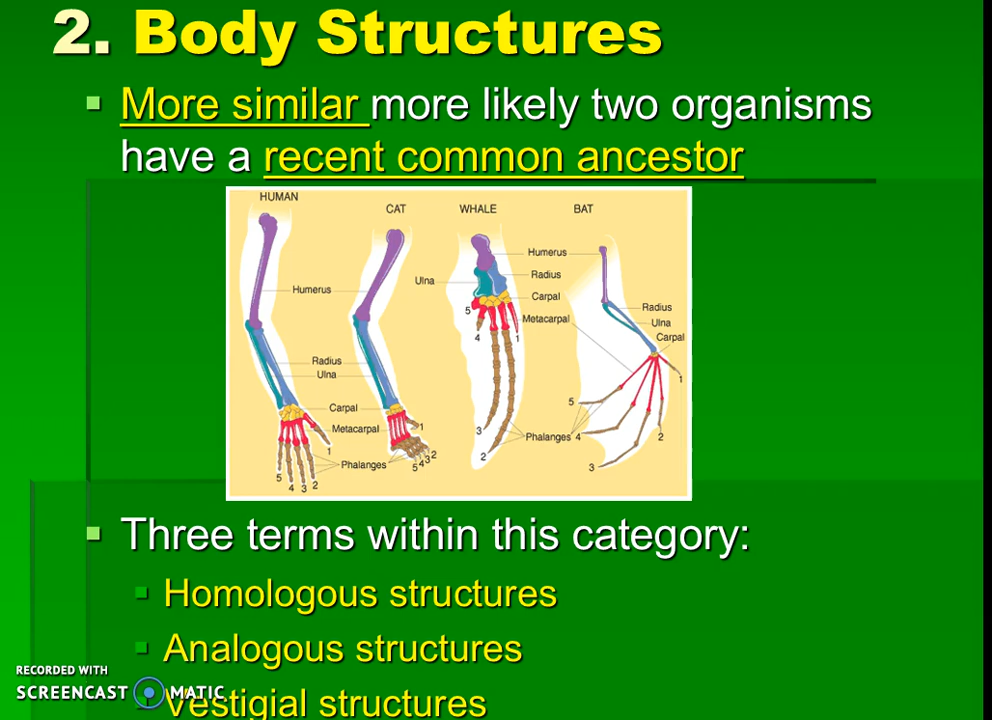 2. Body Structures
More similar more likely two organisms
have a recent common ancestor
HUMAN
CAT
WHALE
BAT
Humerus
Humerus
Ulna
Radius
Carpal
Metacarpal
5
4
1
3
2
Radius
Ulna
Carpal
1
5
4
2
3
Radius
Ulna
Carpal
Metacarpal
Phalanges
Phalanges
1
5
4 3 2
1
5 4 3 2
Three terms within this category:
Homologous structures
Analogous structures
Vestigial structures
RECORDED WITH
SCREENCAST MATIC